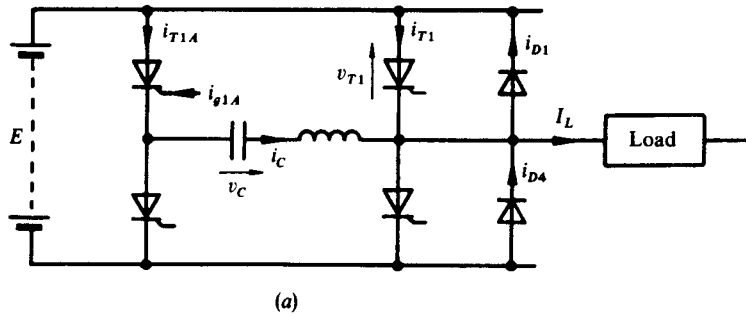 i_{T1A}
i_{T1}
i_{D1}
v_{T1}
i_{g1A}
E
I_L
Load
i_C
v_C
i_{D4}
(a)